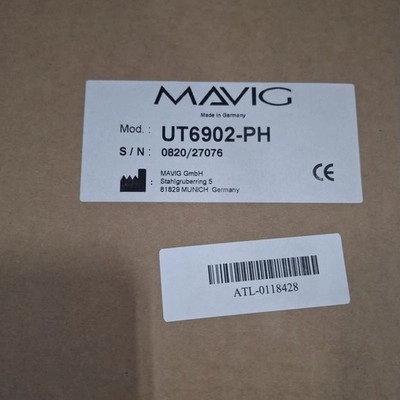 MAVIG
Made in Germany
Mod. : UT6902-PH
S / N : 0820/27076
MAVIG GmbH
: Stahlgruberring 5
81829 MUNICH Germany
CE
ATL-0118428